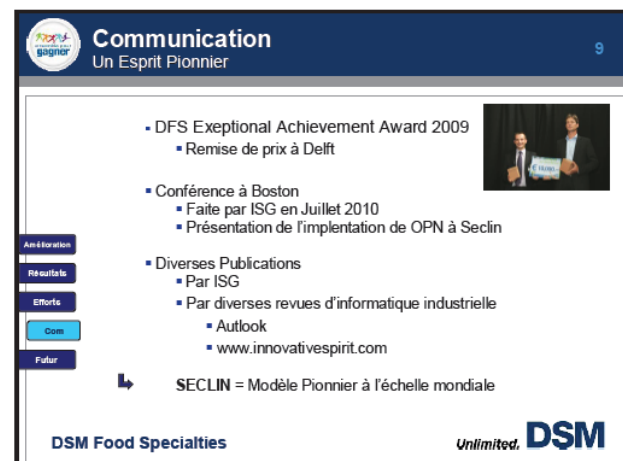 gagner
Communication
Un Esprit Pionnier
9
DFS Exeptional Achievement Award 2009
Remise de prix à Delft
Conférence à Boston
Faite par ISG en Juillet 2010
Présentation de l'implentation de OPN à Seclin
Diverses Publications
Par ISG
Par diverses revues d'informatique industrielle
Autlook
www.innovativespirit.com
SECLIN = Modèle Pionnier à l'échelle mondiale
Amélioration
Résultats
Efforts
Com
Futur
DSM Food Specialties
Unlimited. DSM